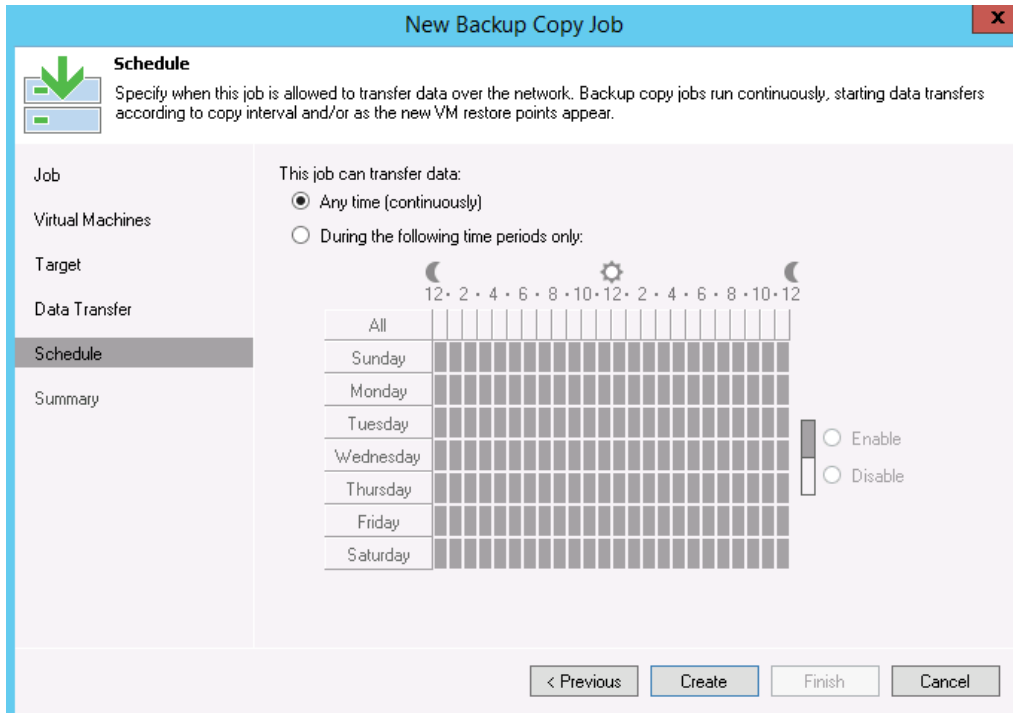 New Backup Copy Job
x
Schedule
Specify when this job is allowed to transfer data over the network. Backup copy jobs run continuously, starting data transfers
according to copy interval and/or as the new VM restore points appear.
Job
Virtual Machines
Target
Data Transfer
Schedule
Summary
This job can transfer data:
Any time (continuously)
During the following time periods only:
12 · 2 · 4 · 6 · 8 · 10 · 12 · 2 · 4 · 6 · 8 · 10 · 12
All
Sunday
Monday
Tuesday
Wednesday
Thursday
Friday
Saturday
Enable
Disable
< Previous
Create
Finish
Cancel